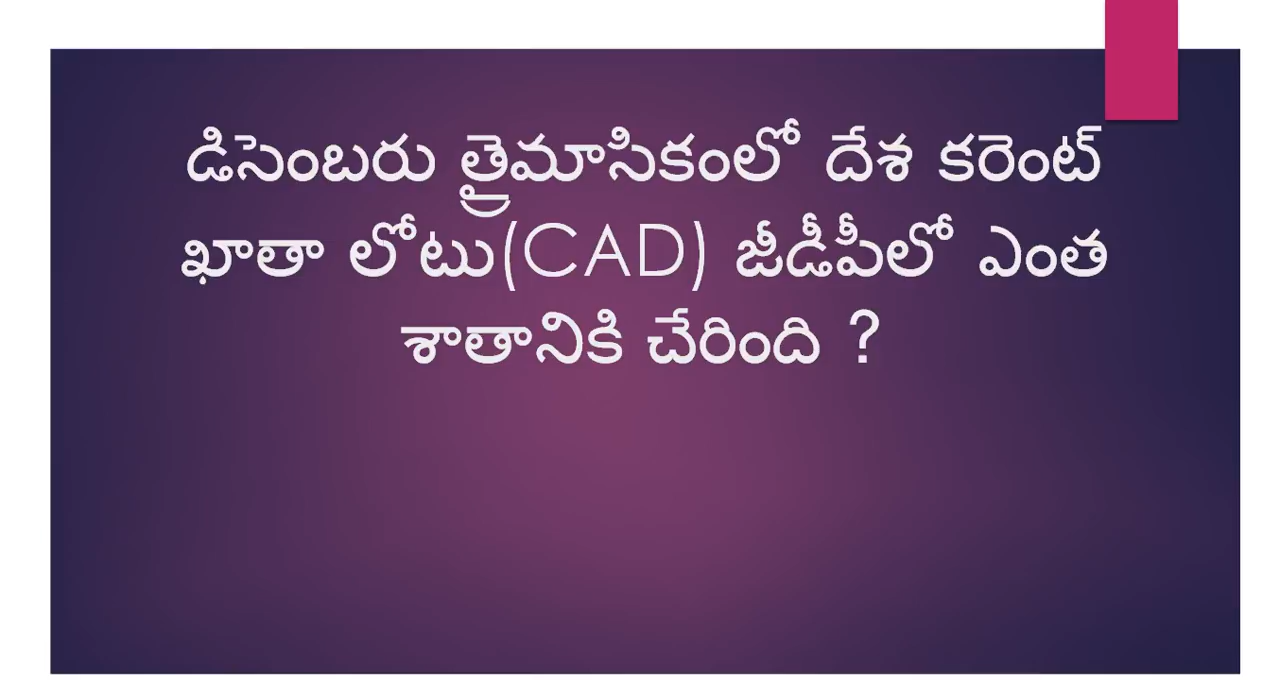 డిసెంబరు త్రైమాసికంలో దేశ కరెంట్
ఖాతా లోటు(CAD) జీడీపీలో ఎంత
శాతానికి చేరింది ?